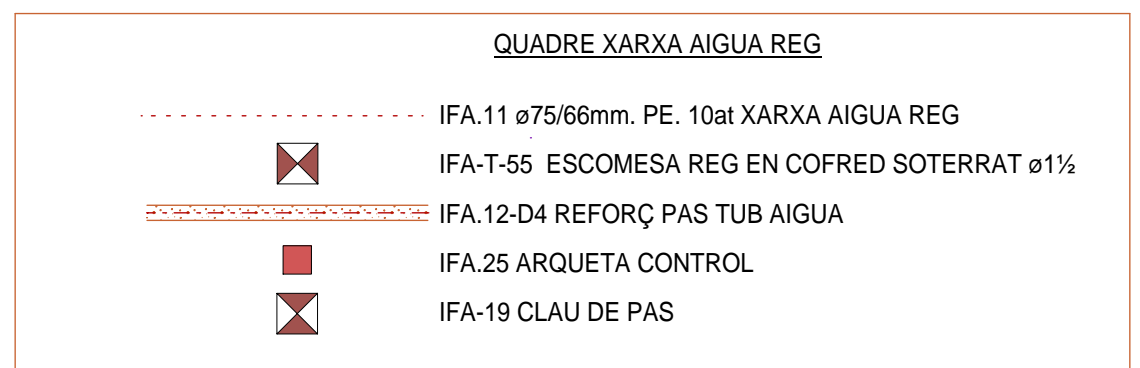 QUADRE XARXA AIGUA REG
IFA.11 ø75/66mm. PE. 10at XARXA AIGUA REG
IFA-T-55 ESCOMESA REG EN COFRED SOTERRAT ø1½
IFA.12-D4 REFORÇ PAS TUB AIGUA
IFA.25 ARQUETA CONTROL
IFA-19 CLAU DE PAS